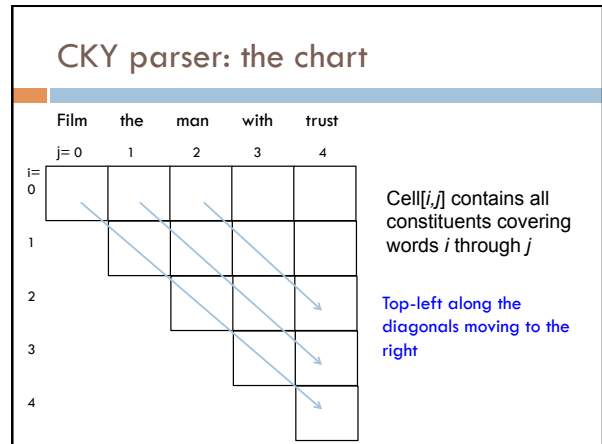 CKY parser: the chart
Film the man with trust
j= 0 1 2 3 4
i=
0
1
2
3
4
Cell[i,j] contains all
constituents covering
words i through j
Top-left along the
diagonals moving to the
right